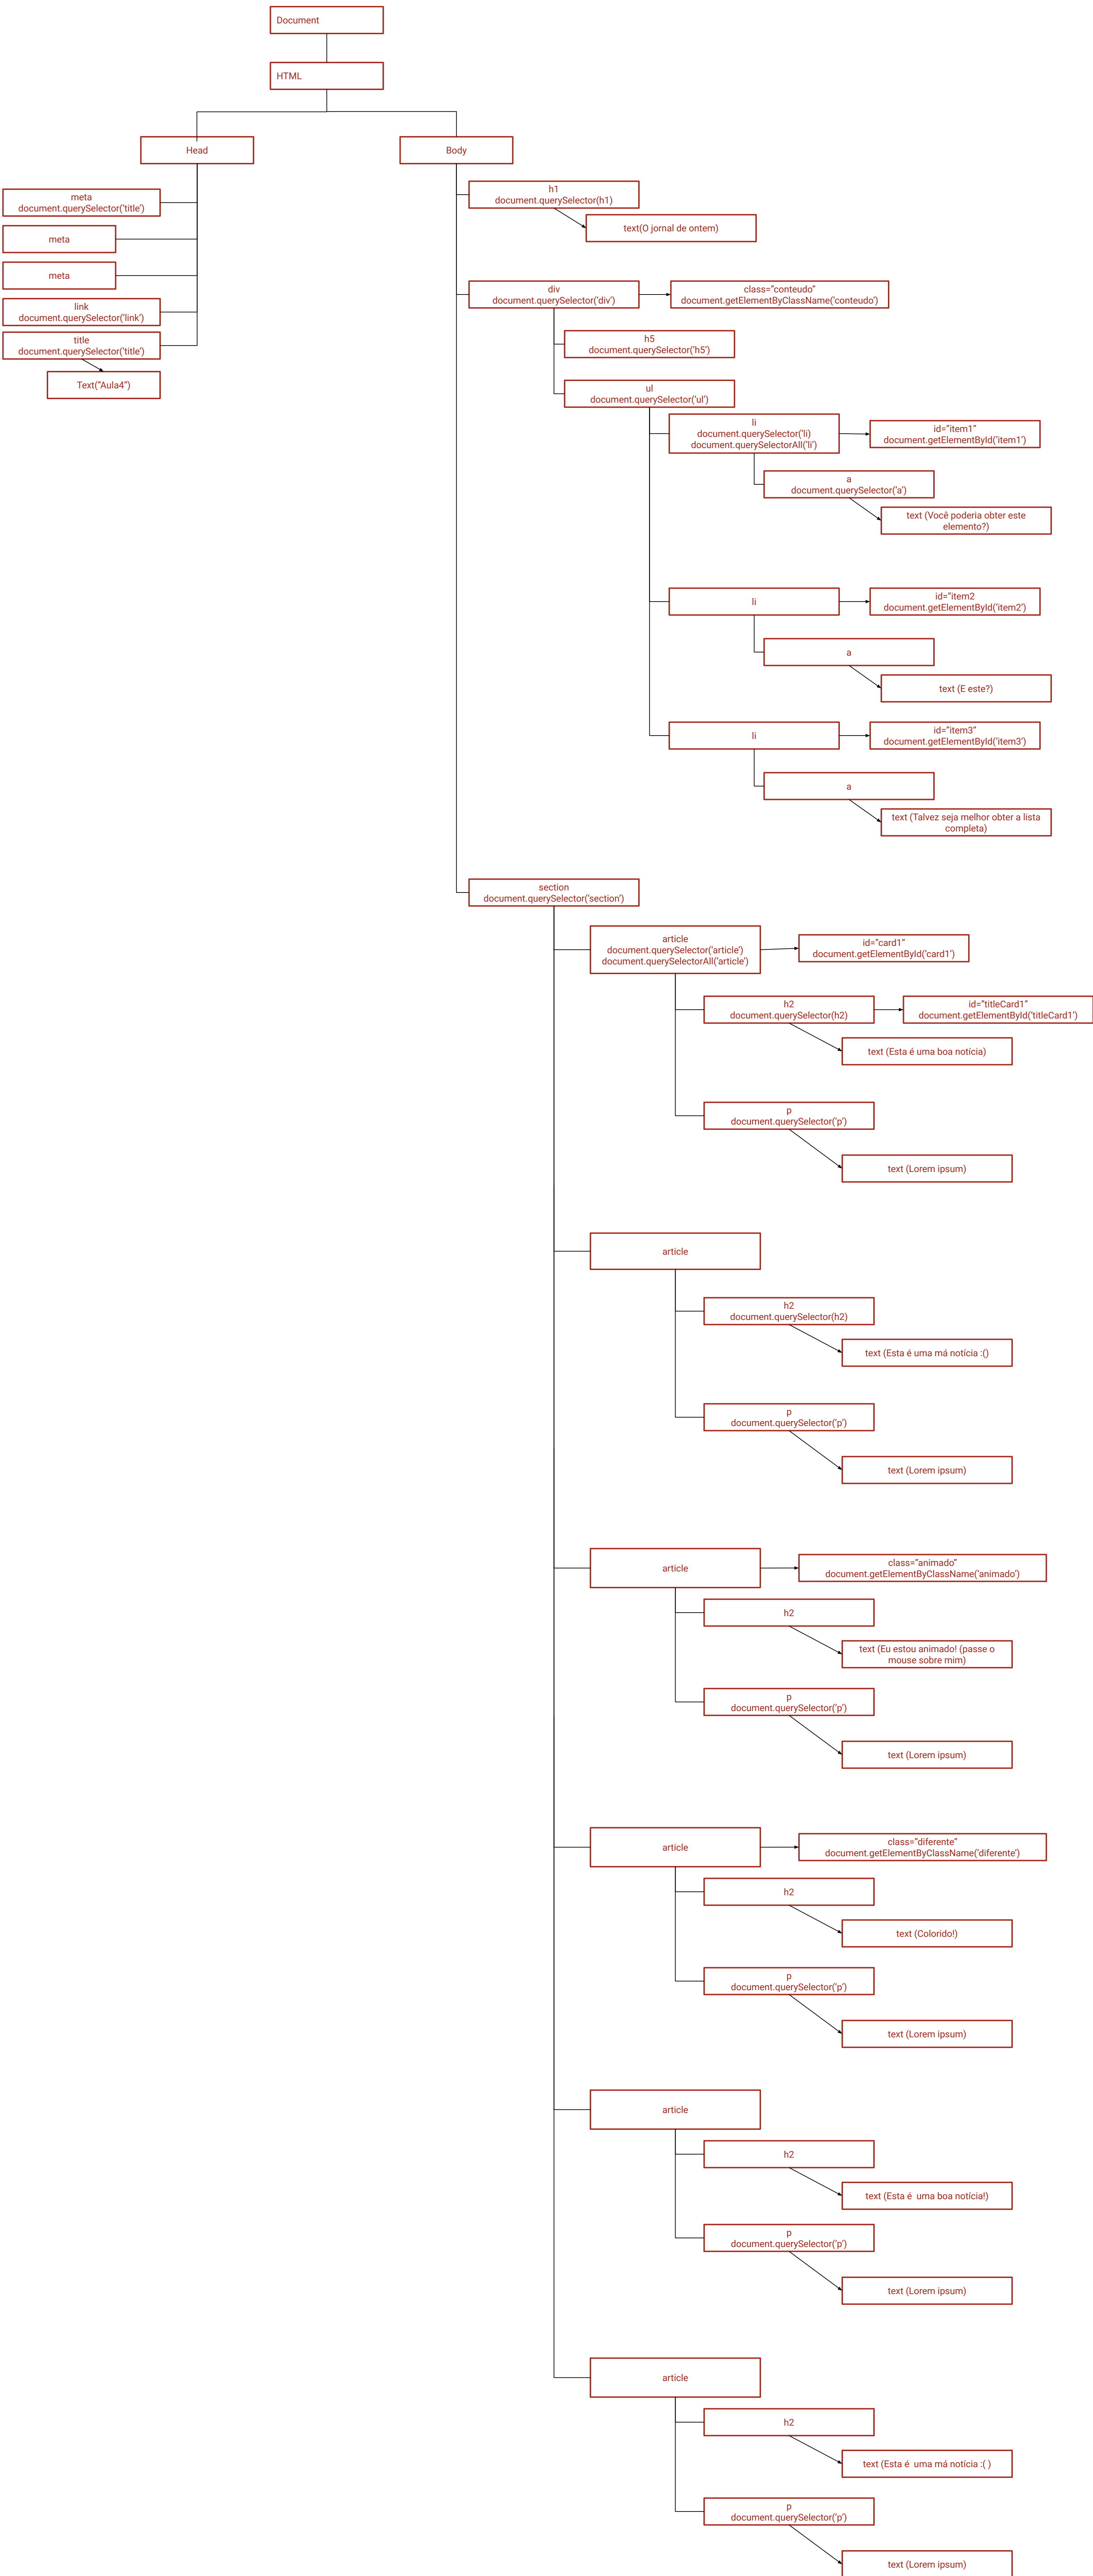 Document
HTML
Head
Body
meta
document.querySelector(‘title’)
meta
meta
link
document.querySelector(‘link’)
title
document.querySelector(‘title’)
Text(“Aula4”)
h1
document.querySelector(h1)
text(O jornal de ontem)
div
document.querySelector(‘div’)
class=”conteudo”
document.getElementByClassName(‘conteudo’)
h5
document.querySelector(‘h5’)
ul
document.querySelector(‘ul’)
li
document.querySelector(‘li)
document.querySelectorAll(‘li’)
id=”item1”
document.getElementById(‘item1’)
a
document.querySelector(‘a’)
text (Você poderia obter este
elemento?)
li
id=”item2
document.getElementById(‘item2’)
a
text (E este?)
li
id=”item3”
document.getElementById(‘item3’)
a
text (Talvez seja melhor obter a lista
completa)
section
document.querySelector(‘section’)
article
document.querySelector(‘article’)
document.querySelectorAll(‘article’)
id=”card1”
document.getElementById(‘card1’)
h2
document.querySelector(h2)
id=”titleCard1”
document.getElementById(‘titleCard1’)
text (Esta é uma boa notícia)
p
document.querySelector(‘p’)
text (Lorem ipsum)
article
h2
document.querySelector(h2)
text (Esta é uma má notícia :()
p
document.querySelector(‘p’)
text (Lorem ipsum)
article
class=”animado”
document.getElementByClassName(‘animado’)
h2
text (Eu estou animado! (passe o
mouse sobre mim)
p
document.querySelector(‘p’)
text (Lorem ipsum)
article
class=”diferente”
document.getElementByClassName(‘diferente’)
h2
text (Colorido!)
p
document.querySelector(‘p’)
text (Lorem ipsum)
article
h2
text (Esta é  uma boa notícia!)
p
document.querySelector(‘p’)
text (Lorem ipsum)
article
h2
text (Esta é  uma má notícia :( )
p
document.querySelector(‘p’)
text (Lorem ipsum)